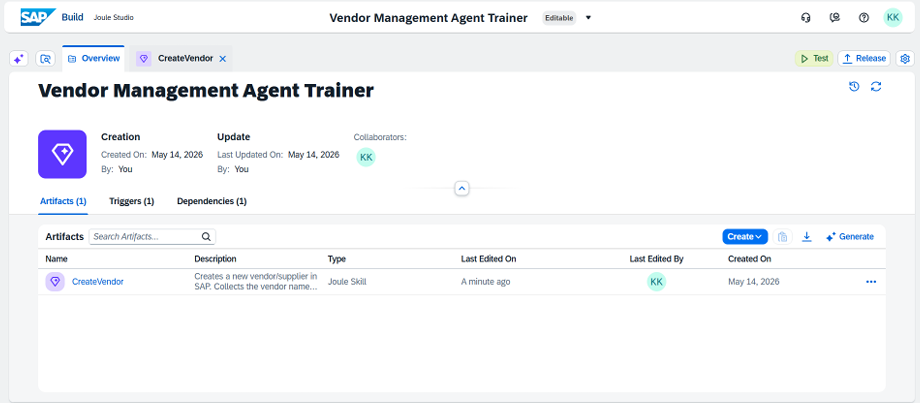 SAP Build Joule Studio Vendor Management Agent Trainer Editable KK
Overview CreateVendor Test Release
Vendor Management Agent Trainer
Creation Update Collaborators:
Created On: May 14, 2026 Last Updated On: May 14, 2026 KK
By: You By: You
Artifacts (1) Triggers (1) Dependencies (1)
Artifacts Search Artifacts... Create Generate
Name Description Type Last Edited On Last Edited By Created On
CreateVendor Creates a new vendor/supplier in Joule Skill A minute ago KK May 14, 2026
SAP. Collects the vendor name...